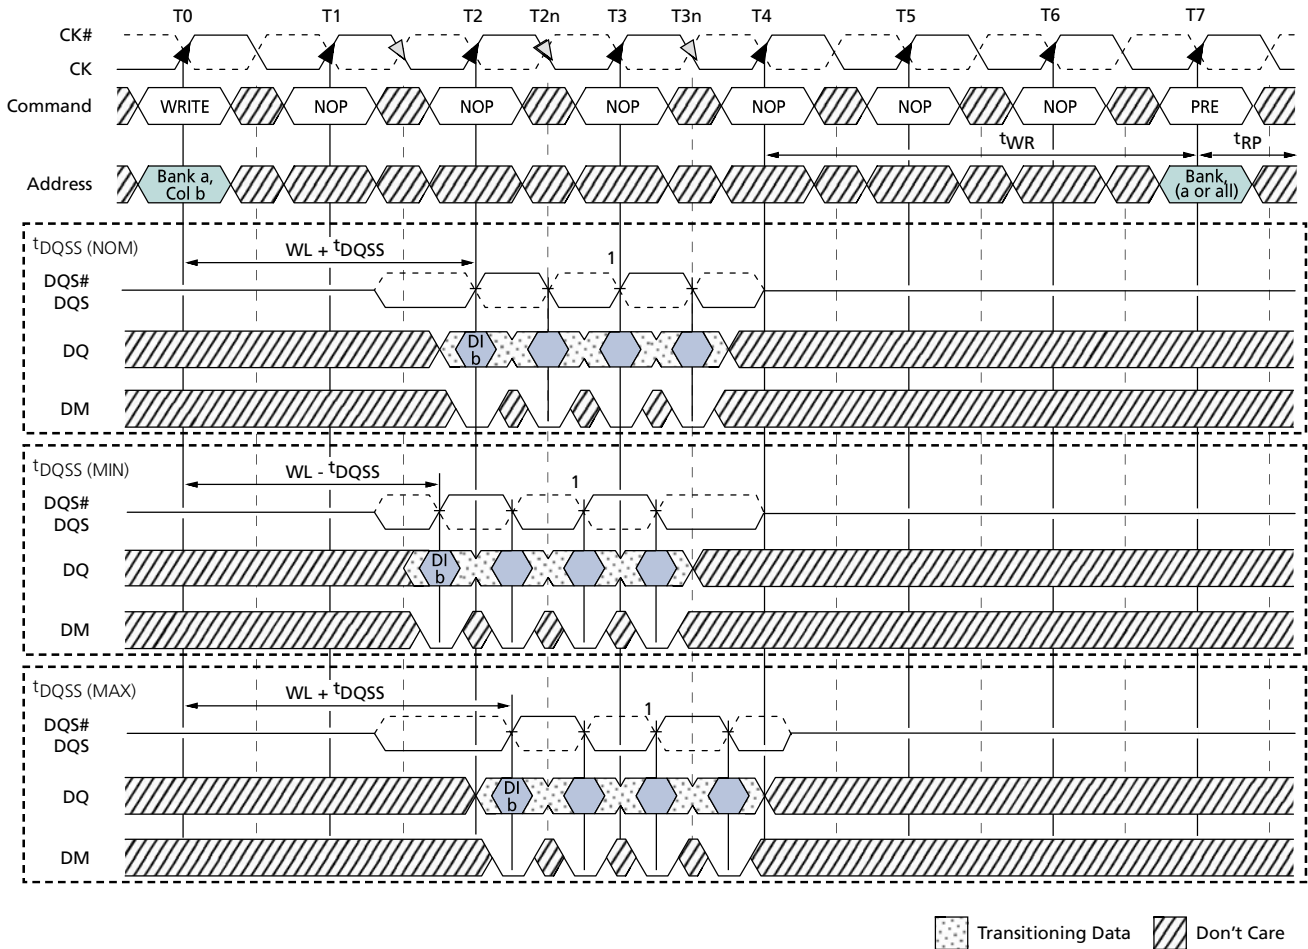 T0 T1 T2 T2n T3 T3n T4 T5 T6 T7
CK#
CK
Command WRITE NOP NOP NOP NOP NOP NOP PRE
tWR tRP
Address Bank a, Col b Bank, (a or all)
tDQSS (NOM)
WL + tDQSS 1
DQS#
DQS
DQ DI b
DM
tDQSS (MIN)
WL - tDQSS 1
DQS#
DQS
DQ DI b
DM
tDQSS (MAX)
WL + tDQSS 1
DQS#
DQS
DQ DI b
DM
Transitioning Data Don't Care